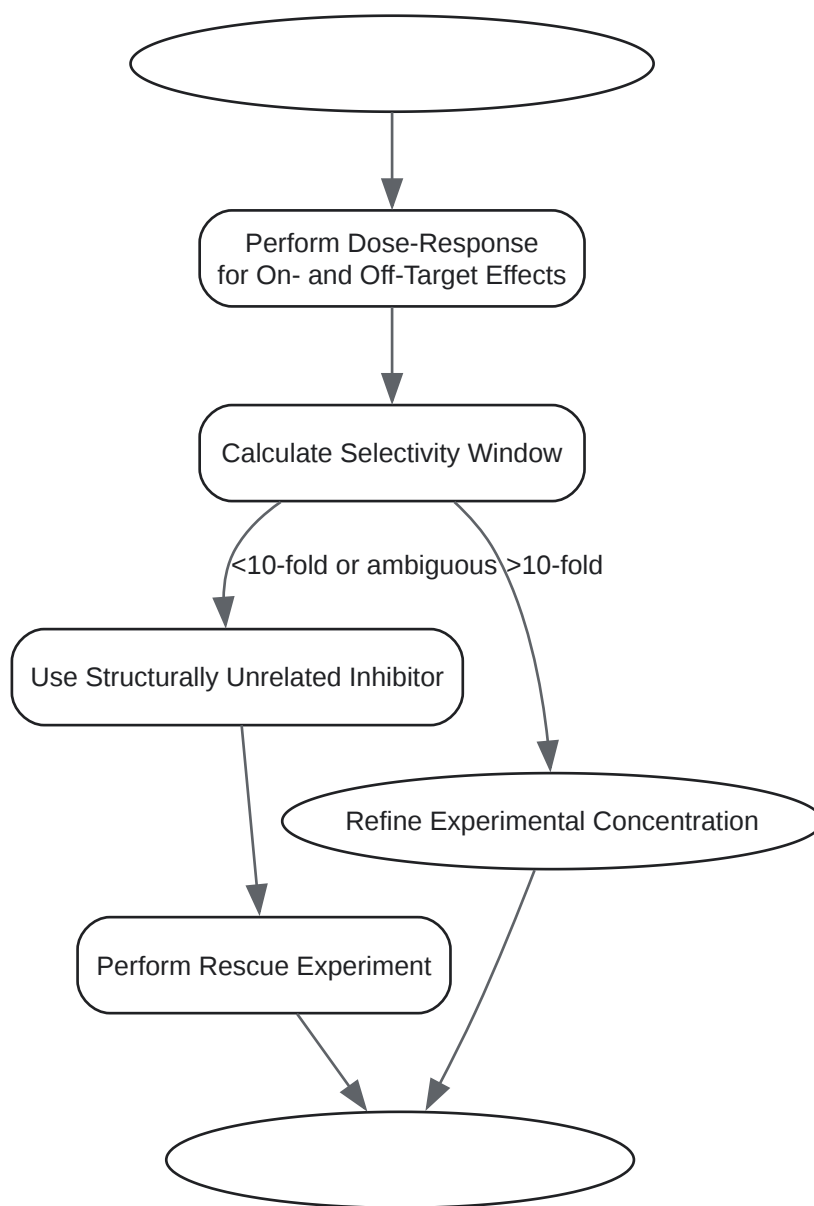 Perform Dose-Response
for On- and Off-Target Effects
Calculate Selectivity Window
<10-fold or ambiguous
>10-fold
Use Structurally Unrelated Inhibitor
Refine Experimental Concentration
Perform Rescue Experiment